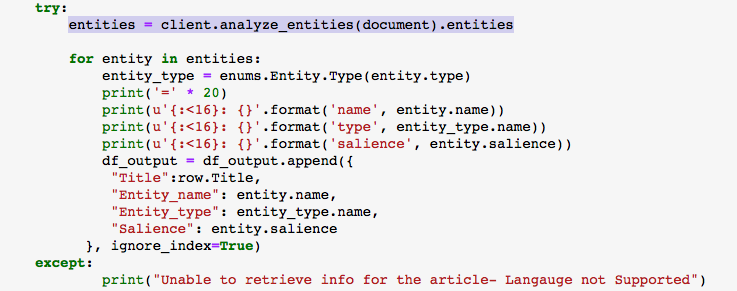 try:
entities = client.analyze_entities(document).entities
for entity in entities:
entity_type = enums.Entity.Type(entity.type)
print('=' * 20)
print(u'{:<16}: {}'.format('name', entity.name))
print(u'{:<16}: {}'.format('type', entity_type.name))
print(u'{:<16}: {}'.format('salience', entity.salience))
df_output = df_output.append({
"Title":row.Title,
"Entity_name": entity.name,
"Entity_type": entity_type.name,
"Salience": entity.salience
}, ignore_index=True)
except:
print("Unable to retrieve info for the article- Langauge not Supported")